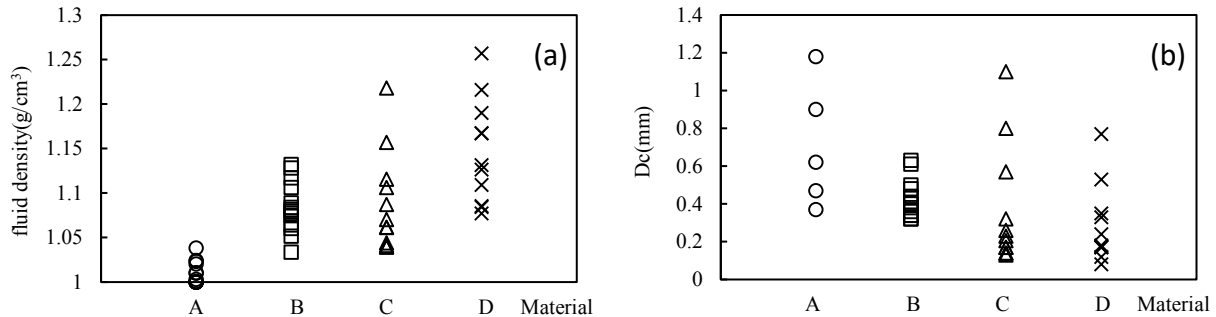 (a)
fluid density(g/cm³)
1.3
1.25
1.2
1.15
1.1
1.05
1
A B C D Material
(b)
Dc(mm)
1.4
1.2
1
0.8
0.6
0.4
0.2
0
A B C D Material